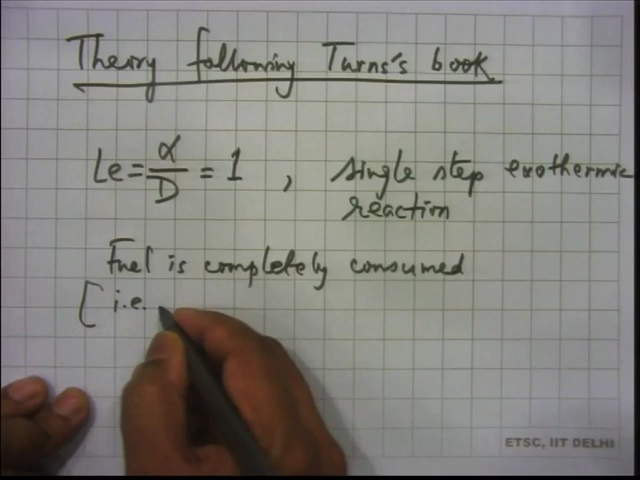 Theory following Turns's book
Le = α/D = 1 , single step exothermic
reaction
Fuel is completely consumed
[ i.e.
ETSC, IIT DELHI